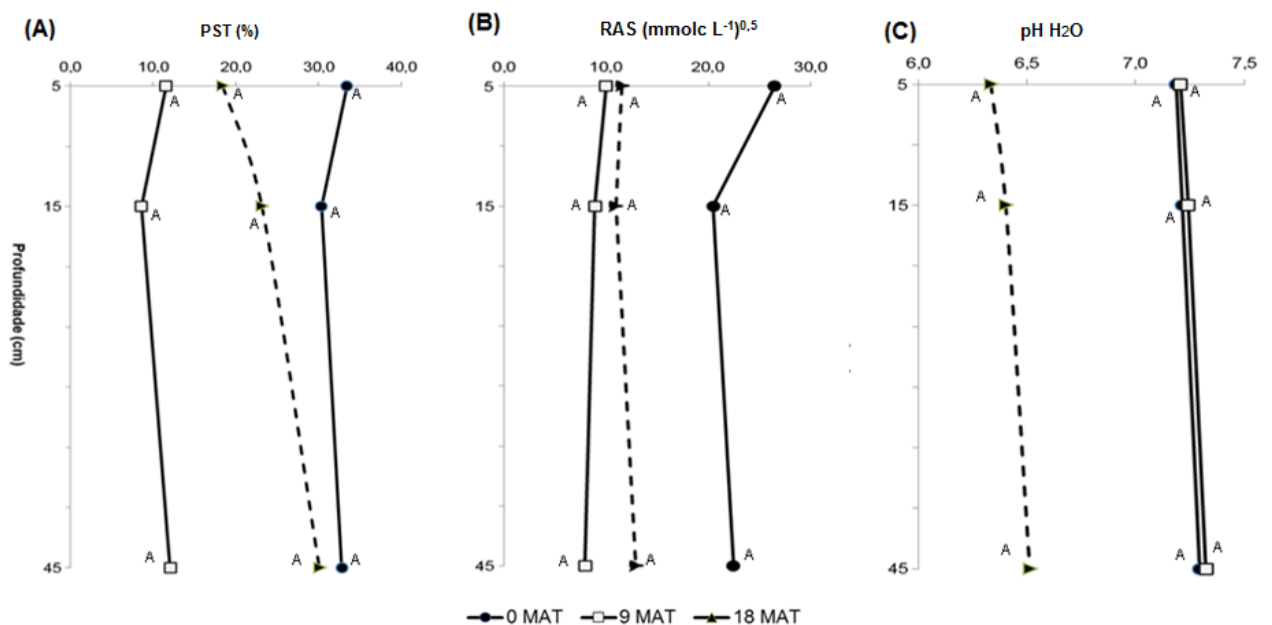 (A) PST (%)
0,0 10,0 20,0 30,0 40,0
5
A A A
15
A A A
45
A A A
Profundidade (cm)
(B) RAS (mmolc L⁻¹)⁰,⁵
0,0 10,0 20,0 30,0
5
A A A
15
A A A
45
A A
(C) pH H2O
6,0 6,5 7,0 7,5
5
A A A
15
A A A
45
A A A
0 MAT 9 MAT 18 MAT